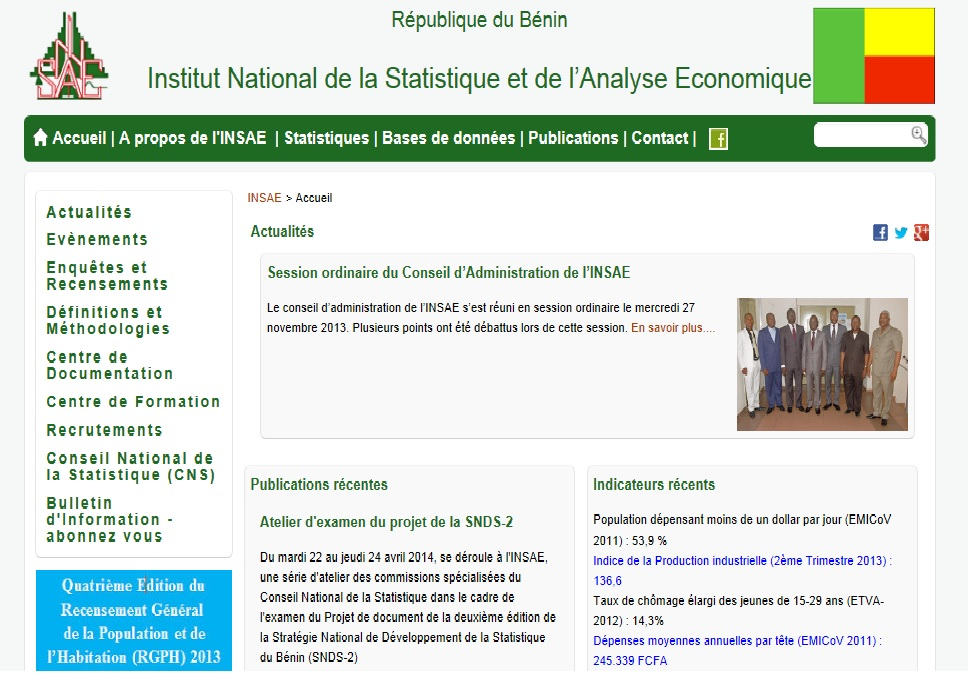 INSAE
République du Bénin
Institut National de la Statistique et de l’Analyse Economique
Accueil | A propos de l'INSAE | Statistiques | Bases de données | Publications | Contact |
Actualités
Evènements
Enquêtes et
Recensements
Définitions et
Méthodologies
Centre de
Documentation
Centre de Formation
Recrutements
Conseil National de
la Statistique (CNS)
Bulletin
d'Information -
abonnez vous
Quatrième Edition du
Recensement Général
de la Population et de
l’Habitation (RGPH) 2013
INSAE > Accueil
Actualités
Session ordinaire du Conseil d’Administration de l’INSAE
Le conseil d’administration de l’INSAE s’est réuni en session ordinaire le mercredi 27
novembre 2013. Plusieurs points ont été débattus lors de cette session. En savoir plus....
Publications récentes
Atelier d'examen du projet de la SNDS-2
Du mardi 22 au jeudi 24 avril 2014, se déroule à l'INSAE,
une série d'atelier des commissions spécialisées du
Conseil National de la Statistique dans le cadre de
l'examen du Projet de document de la deuxième édition de
la Stratégie National de Développement de la Statistique
du Bénin (SNDS-2)
Indicateurs récents
Population dépensant moins de un dollar par jour (EMICoV
2011) : 53,9 %
Indice de la Production industrielle (2ème Trimestre 2013) :
136,6
Taux de chômage élargi des jeunes de 15-29 ans (ETVA-
2012) : 14,3%
Dépenses moyennes annuelles par tête (EMICoV 2011) :
245.339 FCFA